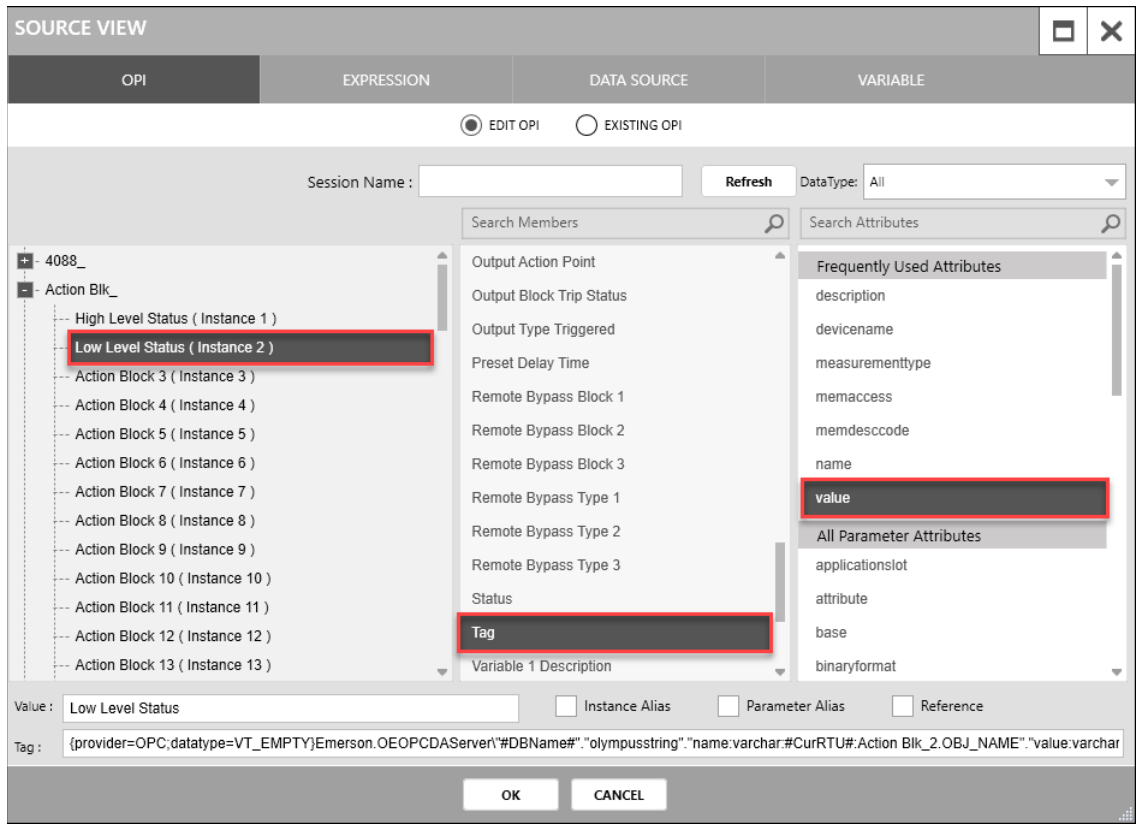 SOURCE VIEW
OPI
EXPRESSION
DATA SOURCE
VARIABLE
EDIT OPI
EXISTING OPI
Session Name :
Refresh
DataType:
All
Search Members
Search Attributes
4088_
Action Blk_
High Level Status ( Instance 1 )
Low Level Status ( Instance 2 )
Action Block 3 ( Instance 3 )
Action Block 4 ( Instance 4 )
Action Block 5 ( Instance 5 )
Action Block 6 ( Instance 6 )
Action Block 7 ( Instance 7 )
Action Block 8 ( Instance 8 )
Action Block 9 ( Instance 9 )
Action Block 10 ( Instance 10 )
Action Block 11 ( Instance 11 )
Action Block 12 ( Instance 12 )
Action Block 13 ( Instance 13 )
Output Action Point
Output Block Trip Status
Output Type Triggered
Preset Delay Time
Remote Bypass Block 1
Remote Bypass Block 2
Remote Bypass Block 3
Remote Bypass Type 1
Remote Bypass Type 2
Remote Bypass Type 3
Status
Tag
Variable 1 Description
Frequently Used Attributes
description
devicename
measurementtype
memaccess
memdesccode
name
value
All Parameter Attributes
applicationslot
attribute
base
binaryformat
Value :
Low Level Status
Instance Alias
Parameter Alias
Reference
Tag :
{provider=OPC;datatype=VT_EMPTY}Emerson.OEOPCDAServer\"#DBName#"."olympusstring"."name:varchar:#CurRTU#:Action Blk_2.OBJ_NAME"."value:varchar
OK
CANCEL